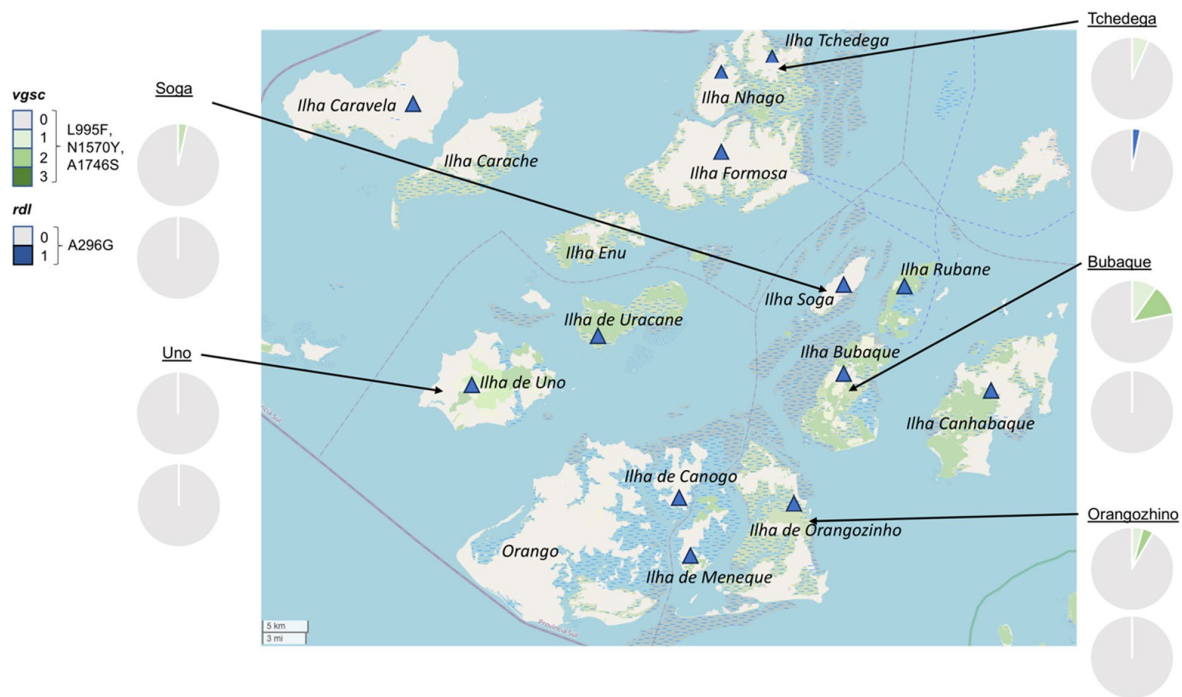 vgsc
0
1
2
3
L995F,
N1570Y,
A1746S
rdl
0
1
A296G
Soga
Uno
Tchedega
Bubaque
Orangozhino
Ilha Tchedega
Ilha Caravela
Ilha Nhago
Ilha Carache
Ilha Formosa
Ilha Enu
Ilha Rubane
Ilha Soga
Ilha de Uracane
Ilha Bubaque
Ilha de Uno
Ilha Canhabaque
Ilha de Canogo
Ilha de Orangozinho
Orango
Ilha de Meneque
5 km
3 mi
Província Sul